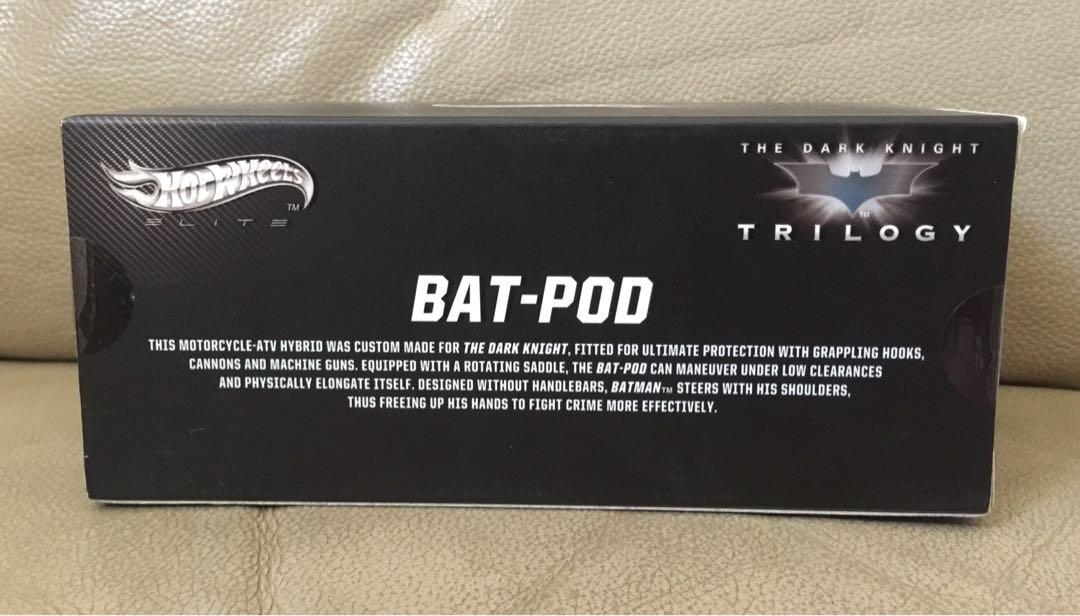 HOT WHEELS TM
ELITE
THE DARK KNIGHT
TM
TRILOGY
BAT-POD
THIS MOTORCYCLE-ATV HYBRID WAS CUSTOM MADE FOR THE DARK KNIGHT, FITTED FOR ULTIMATE PROTECTION WITH GRAPPLING HOOKS,
CANNONS AND MACHINE GUNS. EQUIPPED WITH A ROTATING SADDLE, THE BAT-POD CAN MANEUVER UNDER LOW CLEARANCES
AND PHYSICALLY ELONGATE ITSELF. DESIGNED WITHOUT HANDLEBARS, BATMAN™ STEERS WITH HIS SHOULDERS,
THUS FREEING UP HIS HANDS TO FIGHT CRIME MORE EFFECTIVELY.